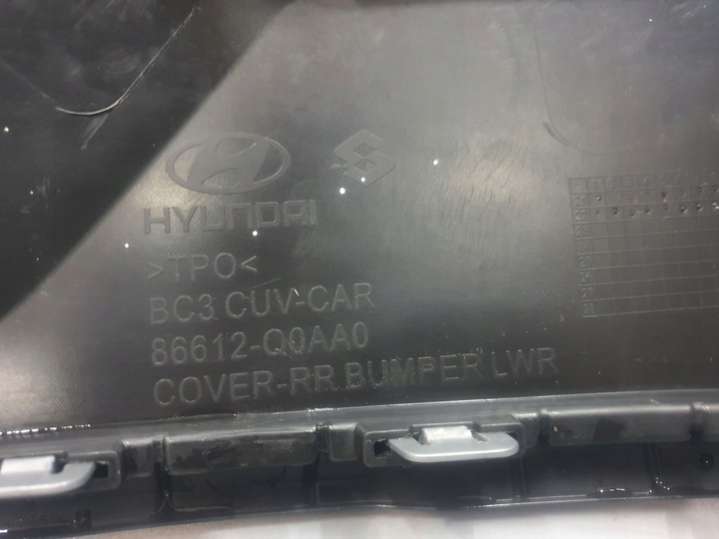 HYUNDAI
>TPO<
BC3 CUV-CAR
86612-Q0AA0
COVER-RR BUMPER LWR